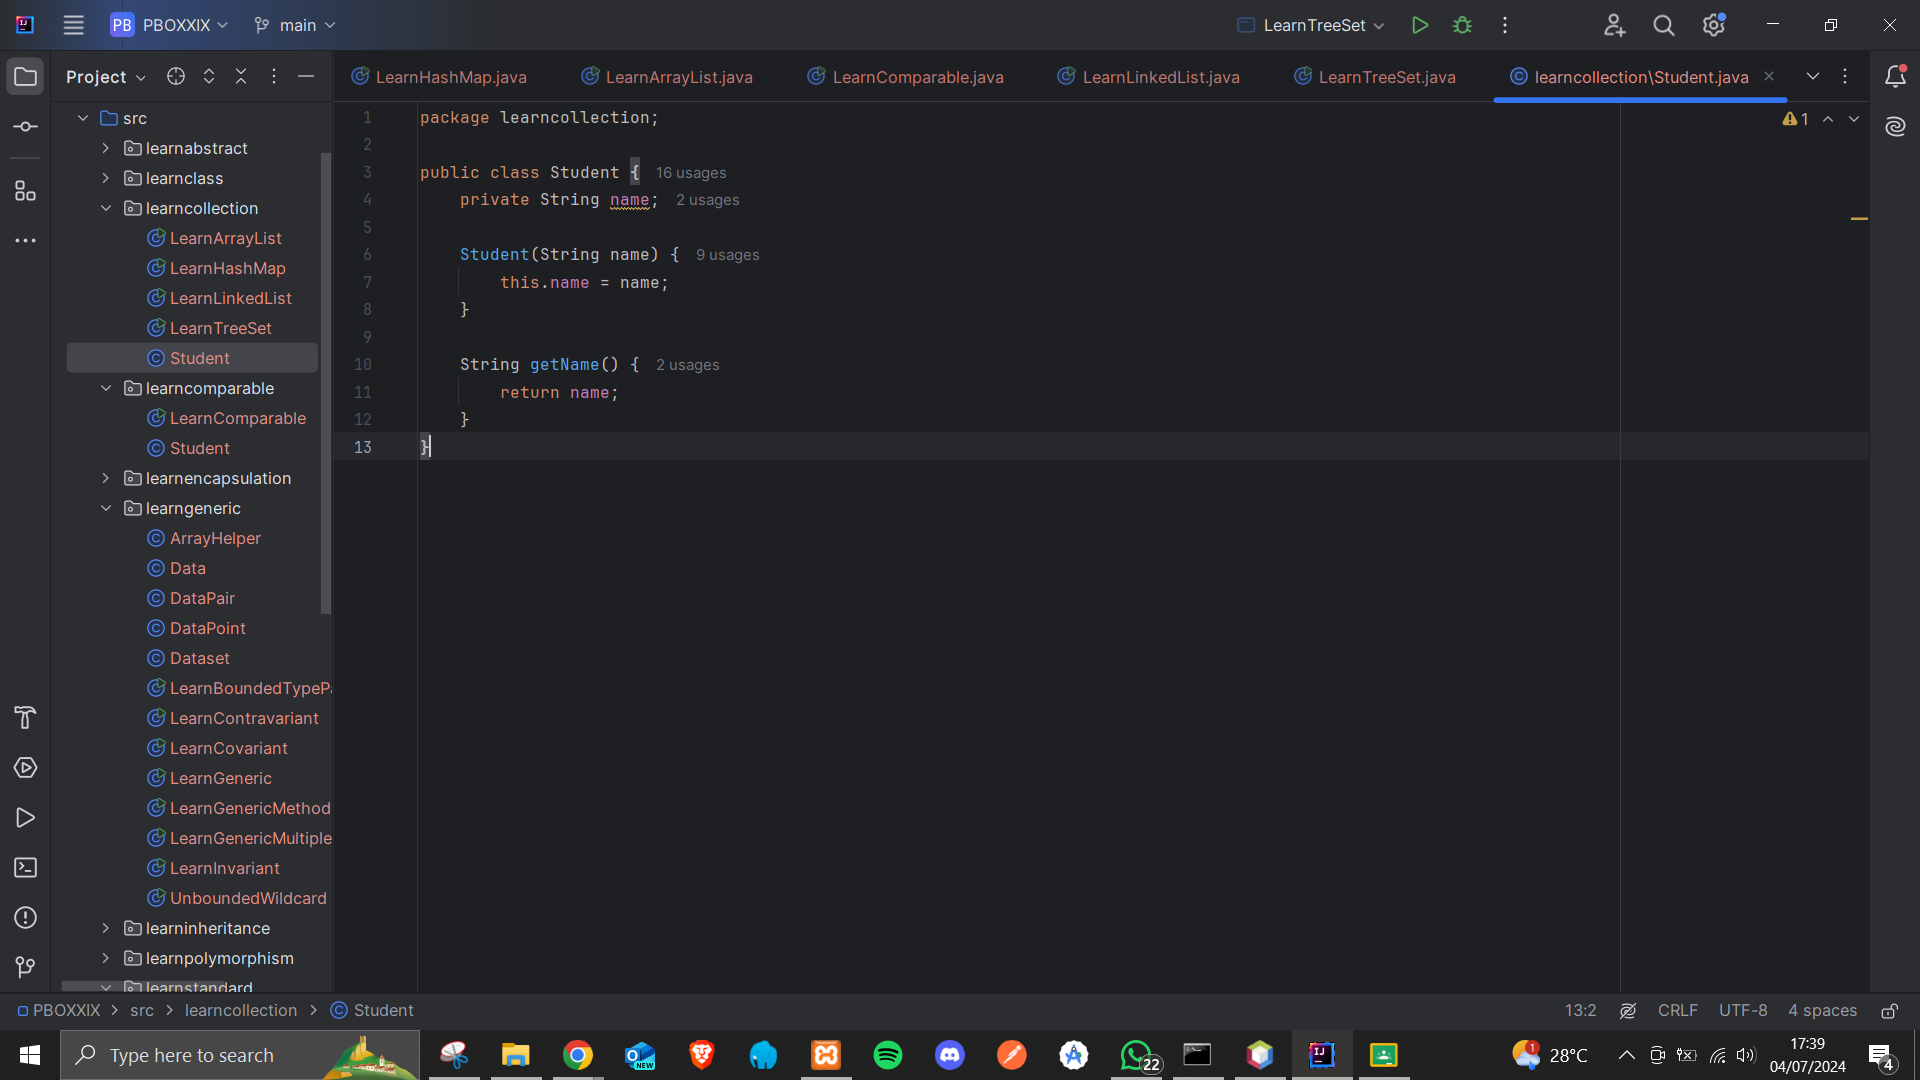 PB PBOXXIX main LearnTreeSet
Project
LearnHashMap.java LearnArrayList.java LearnComparable.java LearnLinkedList.java LearnTreeSet.java learncollection\Student.java
src
learnabstract
learnclass
learncollection
LearnArrayList
LearnHashMap
LearnLinkedList
LearnTreeSet
Student
learncomparable
LearnComparable
Student
learnencapsulation
learngeneric
ArrayHelper
Data
DataPair
DataPoint
Dataset
LearnBoundedTypePa
LearnContravariant
LearnCovariant
LearnGeneric
LearnGenericMethod
LearnGenericMultiple
LearnInvariant
UnboundedWildcard
learninheritance
learnpolymorphism
learnstandard
1 package learncollection;
2
3 public class Student { 16 usages
4 private String name; 2 usages
5
6 Student(String name) { 9 usages
7 this.name = name;
8 }
9
10 String getName() { 2 usages
11 return name;
12 }
13 }
1
PBOXXIX > src > learncollection > Student
13:2 CRLF UTF-8 4 spaces
Type here to search
NEW
22
IJ
1
28°C
17:39
04/07/2024
4